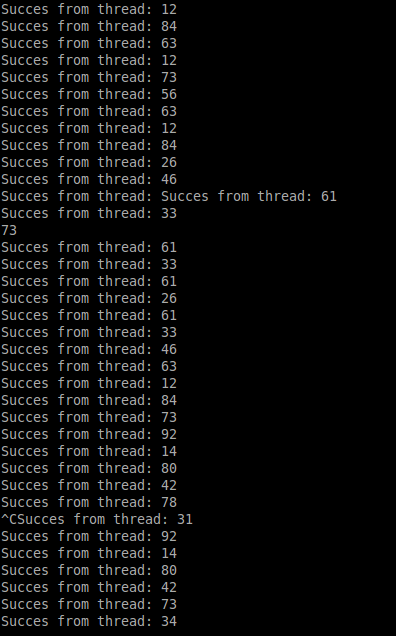 Succes from thread: 12
Succes from thread: 84
Succes from thread: 63
Succes from thread: 12
Succes from thread: 73
Succes from thread: 56
Succes from thread: 63
Succes from thread: 12
Succes from thread: 84
Succes from thread: 26
Succes from thread: 46
Succes from thread: Succes from thread: 61
Succes from thread: 33
73
Succes from thread: 61
Succes from thread: 33
Succes from thread: 61
Succes from thread: 26
Succes from thread: 61
Succes from thread: 33
Succes from thread: 46
Succes from thread: 63
Succes from thread: 12
Succes from thread: 84
Succes from thread: 73
Succes from thread: 92
Succes from thread: 14
Succes from thread: 80
Succes from thread: 42
Succes from thread: 78
^CSucces from thread: 31
Succes from thread: 92
Succes from thread: 14
Succes from thread: 80
Succes from thread: 42
Succes from thread: 73
Succes from thread: 34